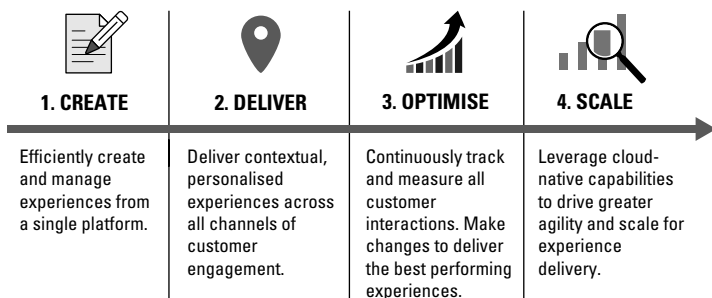 1. CREATE
2. DELIVER
3. OPTIMISE
4. SCALE
Efficiently create
and manage
experiences from
a single platform.
Deliver contextual,
personalised
experiences across
all channels of
customer
engagement.
Continuously track
and measure all
customer
interactions. Make
changes to deliver
the best performing
experiences.
Leverage cloud-
native capabilities
to drive greater
agility and scale for
experience
delivery.